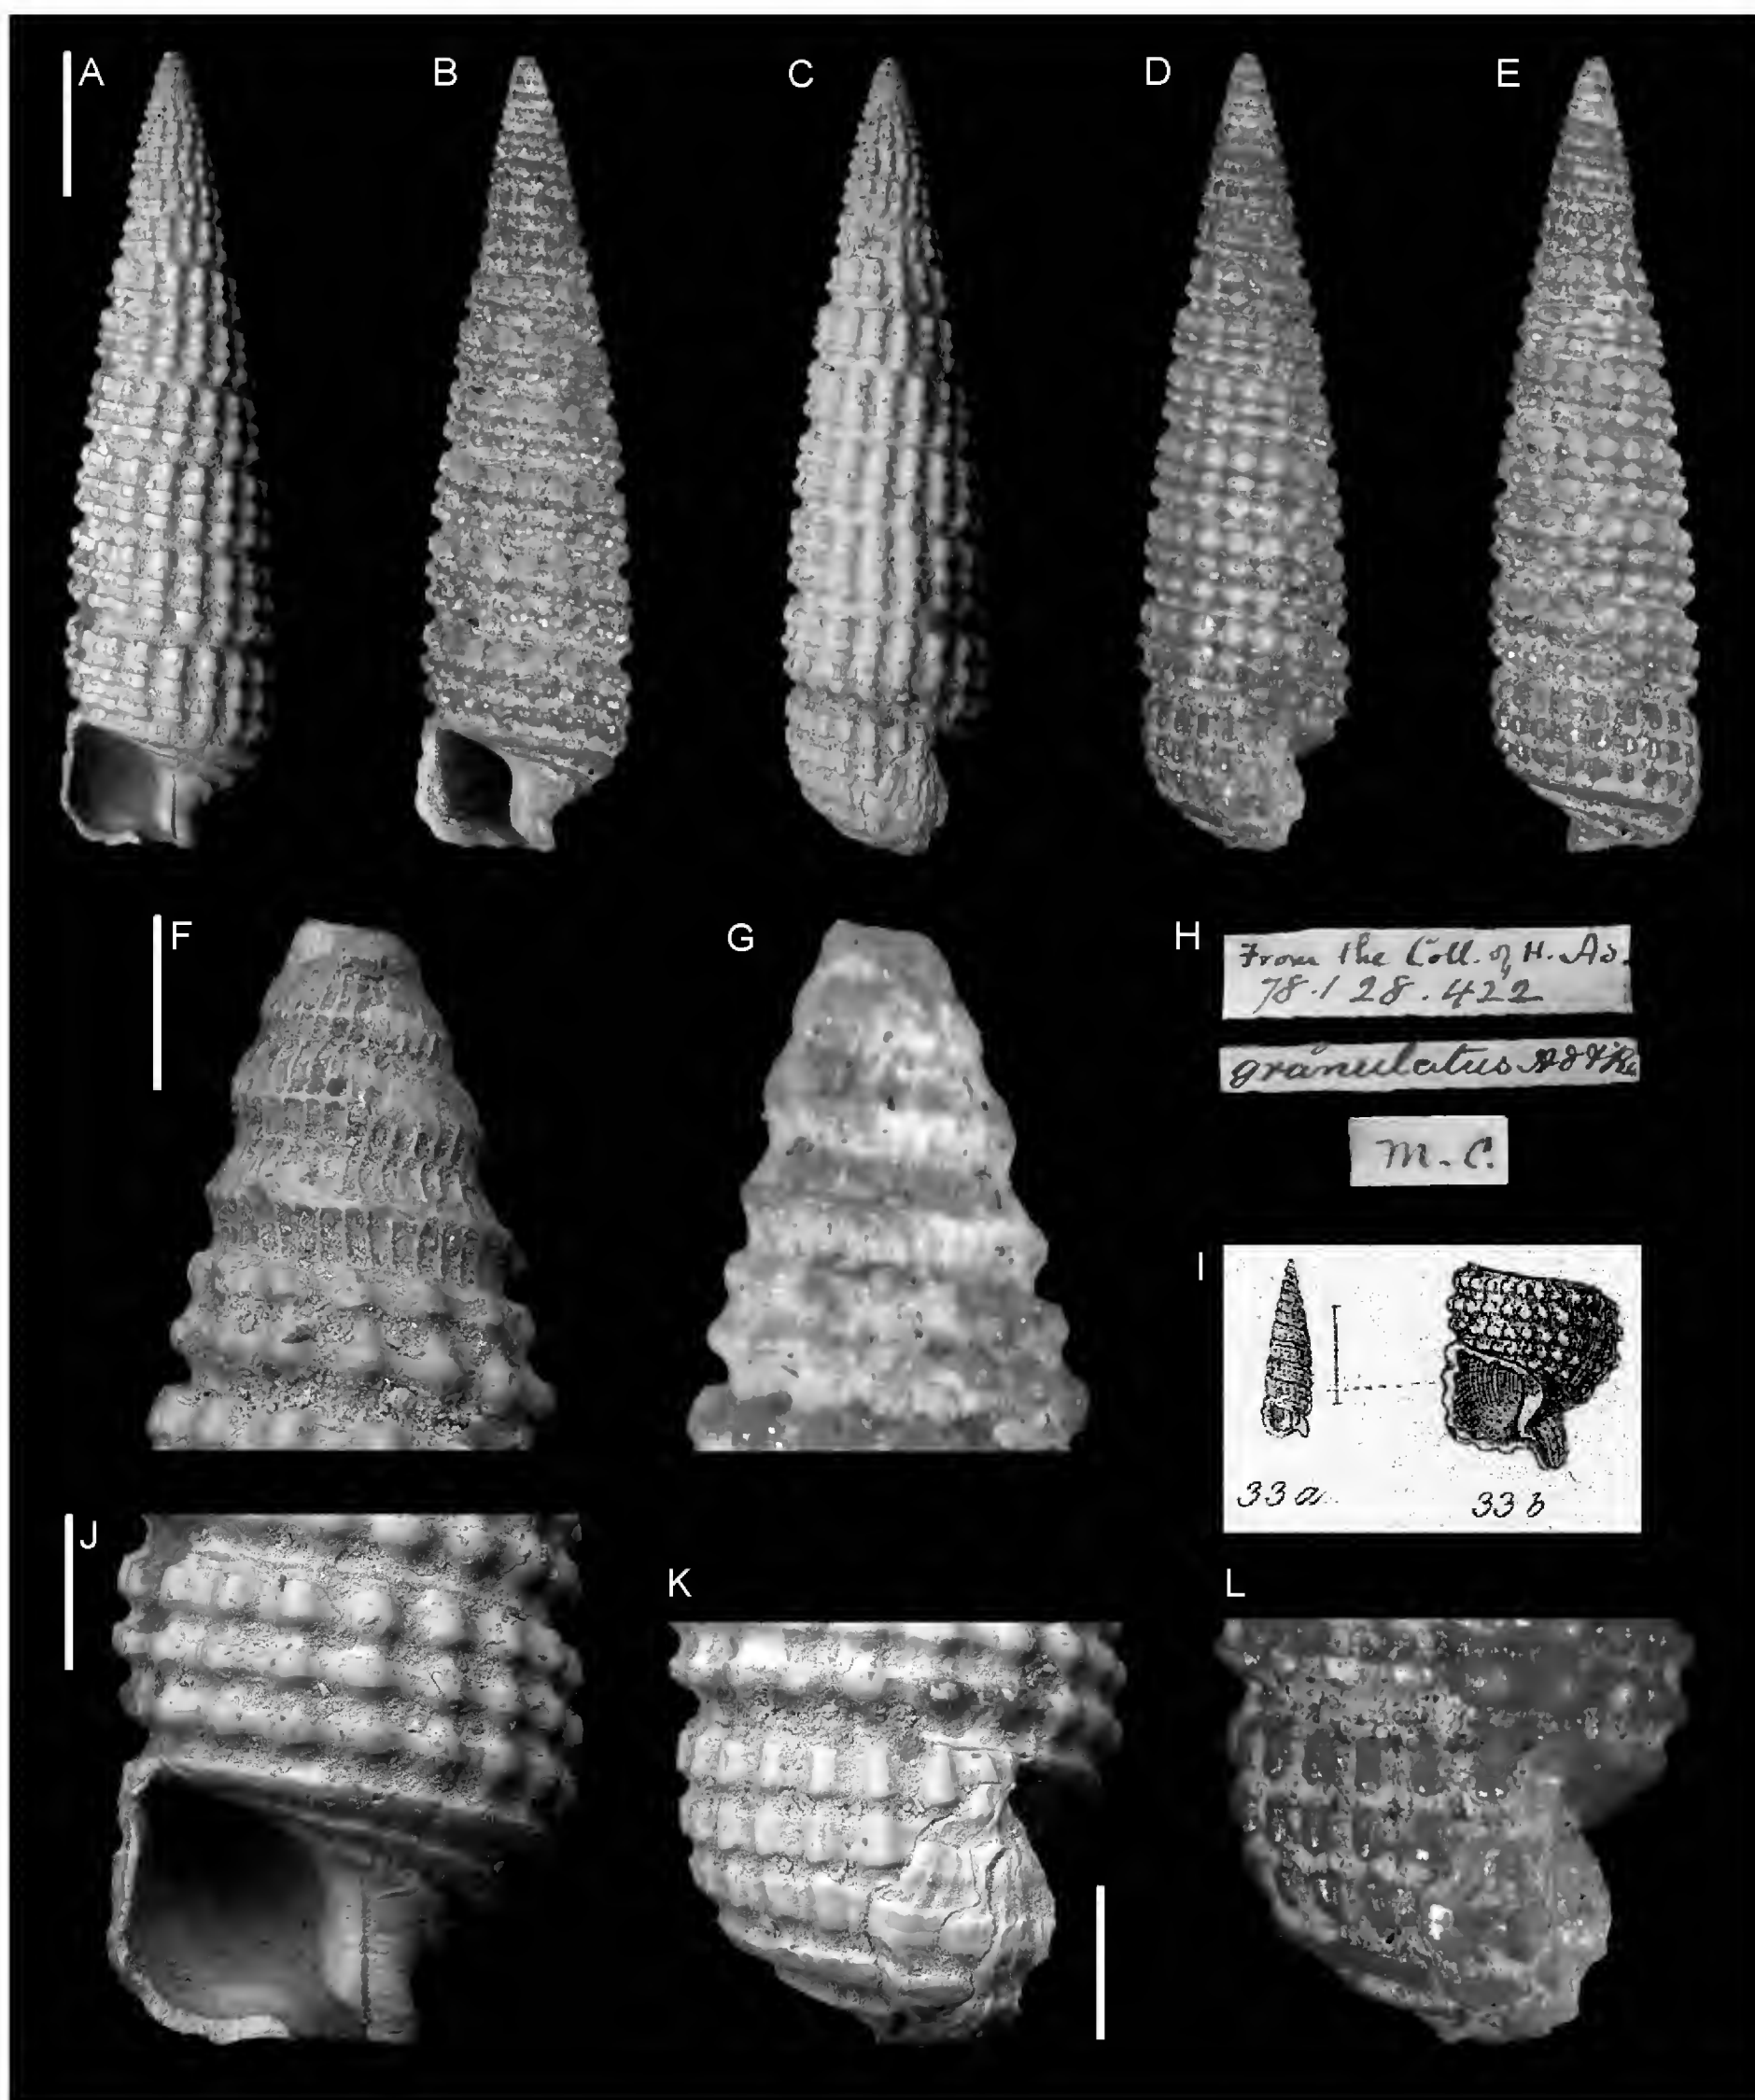 A
B
C
D
E
F
G
H
From the Coll. of H. Ad.
78.1 28.422
granulatus
M. C.
I
33 a
33 b
J
K
L